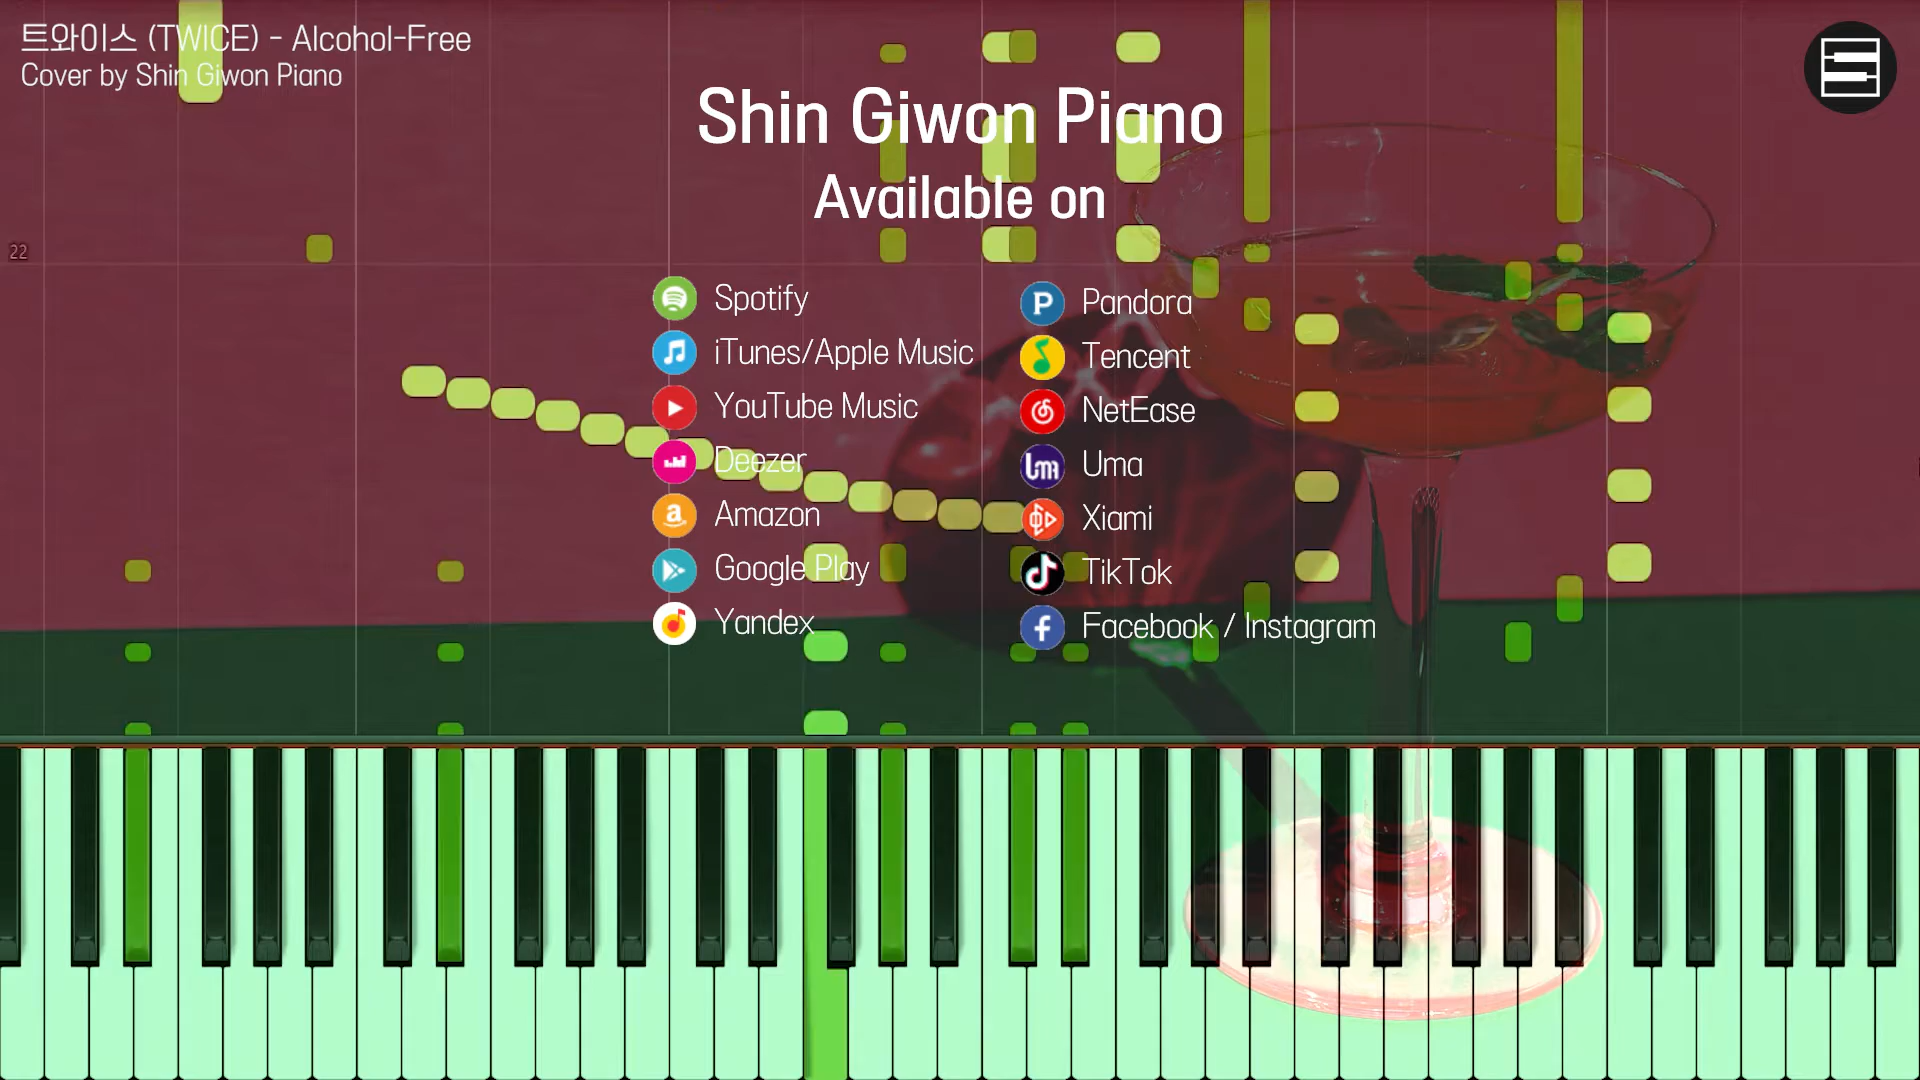 트와이스 (TWICE) - Alcohol-Free
Cover by Shin Giwon Piano
Shin Giwon Piano
Available on
22
Spotify
iTunes/Apple Music
YouTube Music
Deezer
Amazon
Google Play
Yandex
Pandora
Tencent
NetEase
Uma
Xiami
TikTok
Facebook / Instagram